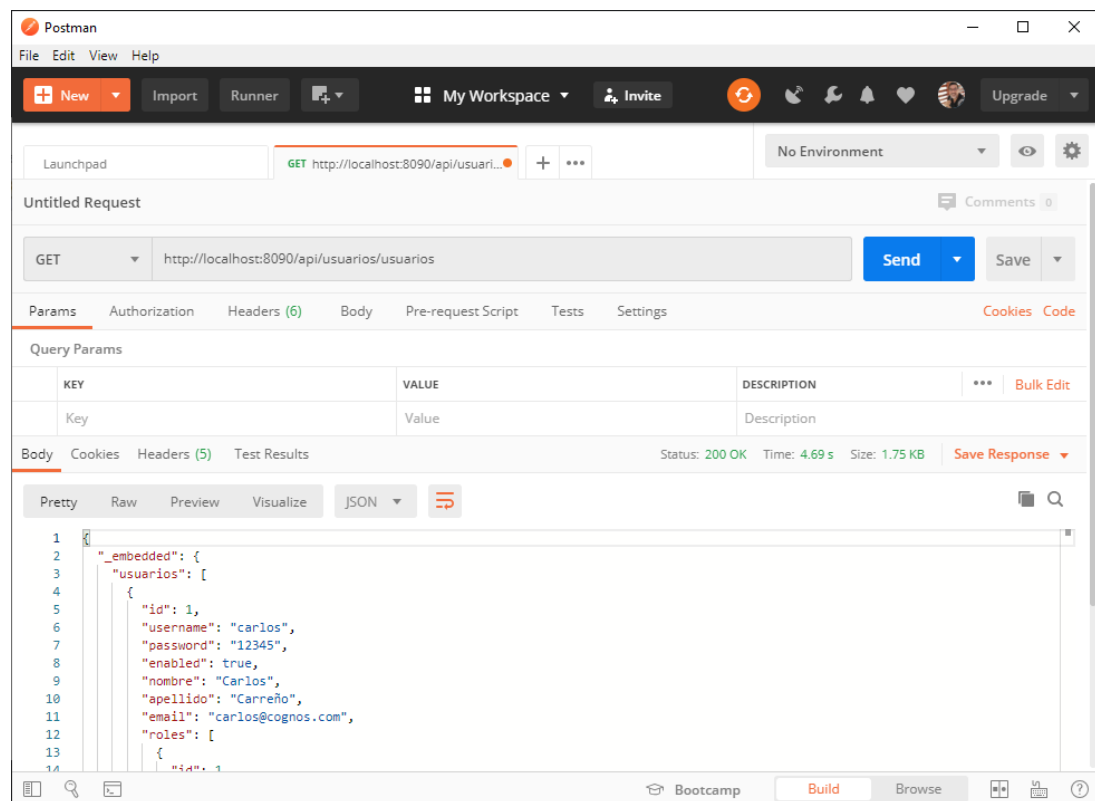 Postman
File Edit View Help
New Import Runner My Workspace Invite Upgrade
Launchpad GET http://localhost:8090/api/usuari... No Environment
Untitled Request Comments 0
GET http://localhost:8090/api/usuarios/usuarios Send Save
Params Authorization Headers (6) Body Pre-request Script Tests Settings Cookies Code
Query Params
KEY VALUE DESCRIPTION ••• Bulk Edit
Key Value Description
Body Cookies Headers (5) Test Results Status: 200 OK Time: 4.69 s Size: 1.75 KB Save Response
Pretty Raw Preview Visualize JSON
1 {
2 "_embedded": {
3 "usuarios": [
4 {
5 "id": 1,
6 "username": "carlos",
7 "password": "12345",
8 "enabled": true,
9 "nombre": "Carlos",
10 "apellido": "Carreño",
11 "email": "carlos@cognos.com",
12 "roles": [
13 {
14 "id": 1
Bootcamp Build Browse